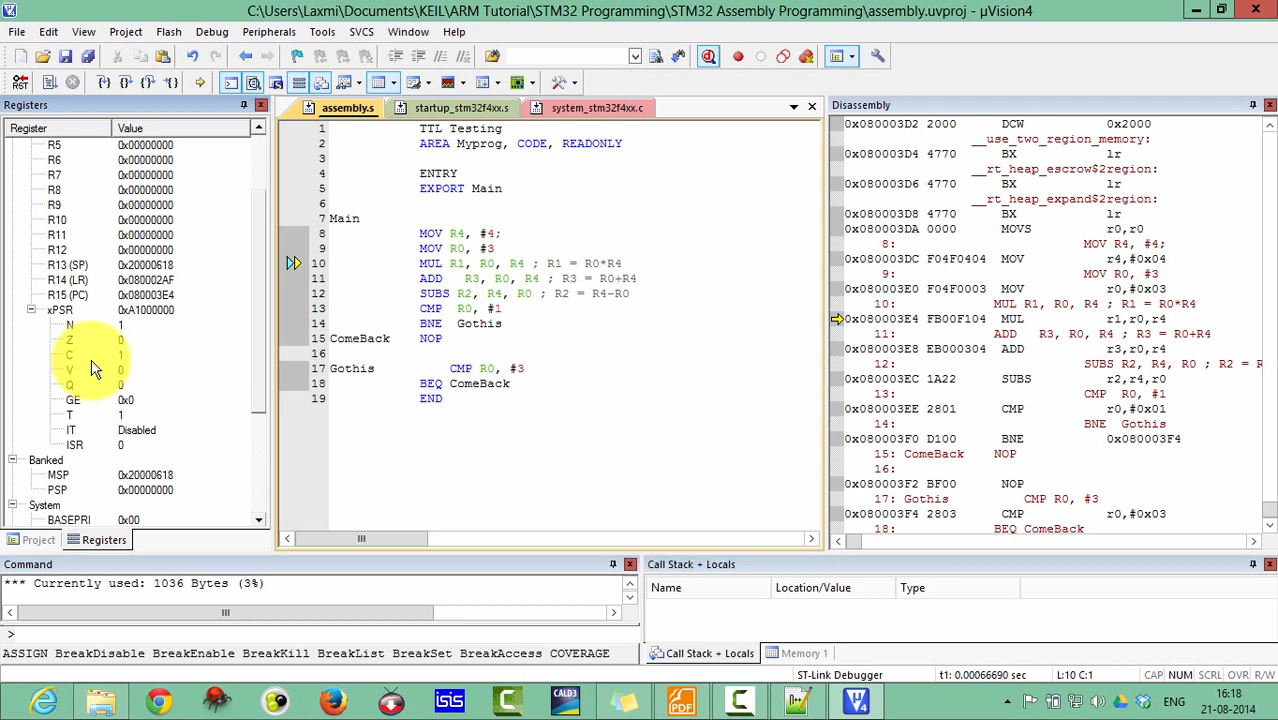 C:\Users\Laxmi\Documents\KEIL\ARM Tutorial\STM32 Programming\STM32 Assembly Programming\assembly.uvproj - µVision4
File Edit View Project Flash Debug Peripherals Tools SVCS Window Help
Registers
Register Value
R5 0x00000000
R6 0x00000000
R7 0x00000000
R8 0x00000000
R9 0x00000000
R10 0x00000000
R11 0x00000000
R12 0x00000000
R13 (SP) 0x20000618
R14 (LR) 0x080002AF
R15 (PC) 0x080003E4
xPSR 0xA1000000
N 1
Z 0
C 1
V 0
Q 0
GE 0x0
T 1
IT Disabled
ISR 0
Banked
MSP 0x20000618
PSP 0x00000000
System
BASEPRI 0x00
Project Registers
assembly.s startup_stm32f4xx.s system_stm32f4xx.c
1 TTL Testing
2 AREA Myprog, CODE, READONLY
3
4 ENTRY
5 EXPORT Main
6
7 Main
8 MOV R4, #4;
9 MOV R0, #3
10 MUL R1, R0, R4 ; R1 = R0*R4
11 ADD R3, R0, R4 ; R3 = R0+R4
12 SUBS R2, R4, R0 ; R2 = R4-R0
13 CMP R0, #1
14 BNE Gothis
15 ComeBack NOP
16
17 Gothis CMP R0, #3
18 BEQ ComeBack
19 END
Disassembly
0x080003D2 2000 DCW 0x2000
__use_two_region_memory:
0x080003D4 4770 BX lr
__rt_heap_escrow$2region:
0x080003D6 4770 BX lr
__rt_heap_expand$2region:
0x080003D8 4770 BX lr
0x080003DA 0000 MOVS r0,r0
8: MOV R4, #4;
0x080003DC F04F0404 MOV r4,#0x04
9: MOV R0, #3
0x080003E0 F04F0003 MOV r0,#0x03
10: MUL R1, R0, R4 ; R1 = R0*R4
0x080003E4 FB00F104 MUL r1,r0,r4
11: ADD R3, R0, R4 ; R3 = R0+R4
0x080003E8 EB000304 ADD r3,r0,r4
12: SUBS R2, R4, R0 ; R2 = R
0x080003EC 1A22 SUBS r2,r4,r0
13: CMP R0, #1
0x080003EE 2801 CMP r0,#0x01
14: BNE Gothis
0x080003F0 D100 BNE 0x080003F4
15: ComeBack NOP
16:
0x080003F2 BF00 NOP
17: Gothis CMP R0, #3
0x080003F4 2803 CMP r0,#0x03
18: BEQ ComeBack
Command
*** Currently used: 1036 Bytes (3%)
>
ASSIGN BreakDisable BreakEnable BreakKill BreakList BreakSet BreakAccess COVERAGE
Call Stack + Locals
Name Location/Value Type
Call Stack + Locals Memory 1
ST-Link Debugger t1: 0.00066690 sec L:10 C:1 CAP NUM SCRL OVR R/W
ENG 16:18
21-08-2014